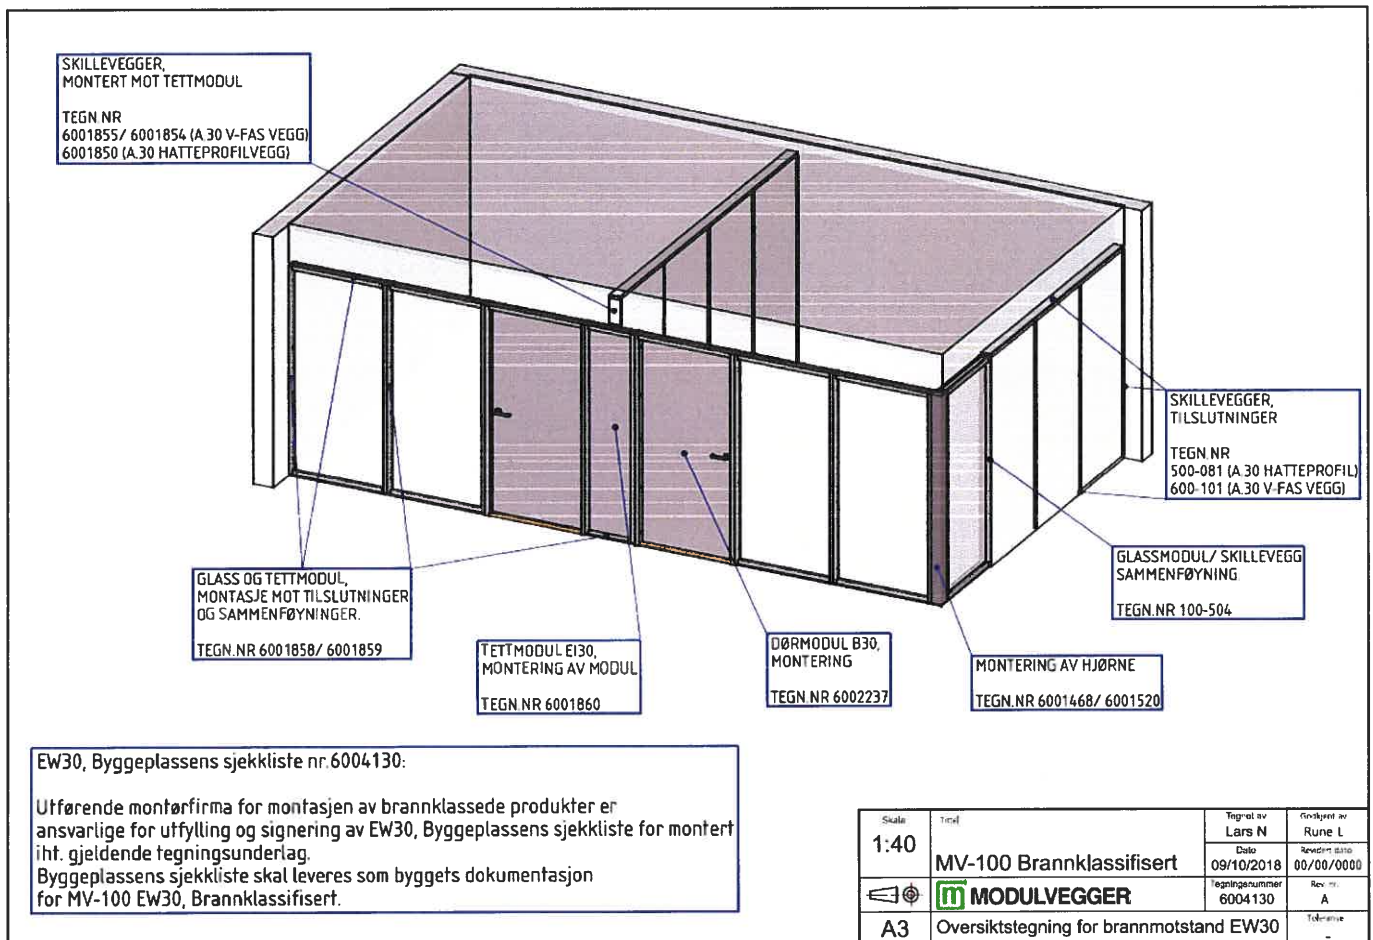 SKILLEVEGGER,
MONTERT MOT TETTMODUL
TEGN.NR
6001855/ 6001854 (A.30 V-FAS VEGG)
6001850 (A.30 HATTEPROFILVEGG)
SKILLEVEGGER,
TILSLUTNINGER
TEGN.NR
500-081 (A.30 HATTEPROFIL)
600-101 (A.30 V-FAS VEGG)
GLASSMODUL/ SKILLEVEGG
SAMMENFØYNING
TEGN.NR 100-504
GLASS OG TETTMODUL,
MONTASJE MOT TILSLUTNINGER
OG SAMMENFØYNINGER.
TEGN.NR 6001858/ 6001859
TETTMODUL EI30,
MONTERING AV MODUL
TEGN.NR 6001860
DØRMODUL B30,
MONTERING
TEGN.NR 6002237
MONTERING AV HJØRNE
TEGN.NR 6001468/ 6001520
EW30, Byggeplassens sjekkliste nr.6004130:
Utførende montørfirma for montasjen av brannklassede produkter er
ansvarlige for utfylling og signering av EW30, Byggeplassens sjekkliste for montert
iht. gjeldende tegningsunderlag.
Byggeplassens sjekkliste skal leveres som byggets dokumentasjon
for MV-100 EW30, Brannklassifisert.
Skala
1:40
Tittel
MV-100 Brannklassifisert
Tegnet av
Lars N
Godkjent av
Rune L
Dato
09/10/2018
Revidert dato
00/00/0000
m MODULVEGGER
Tegningsnummer
6004130
Rev. nr.
A
A3
Oversiktstegning for brannmotstand EW30
Toleranse
-